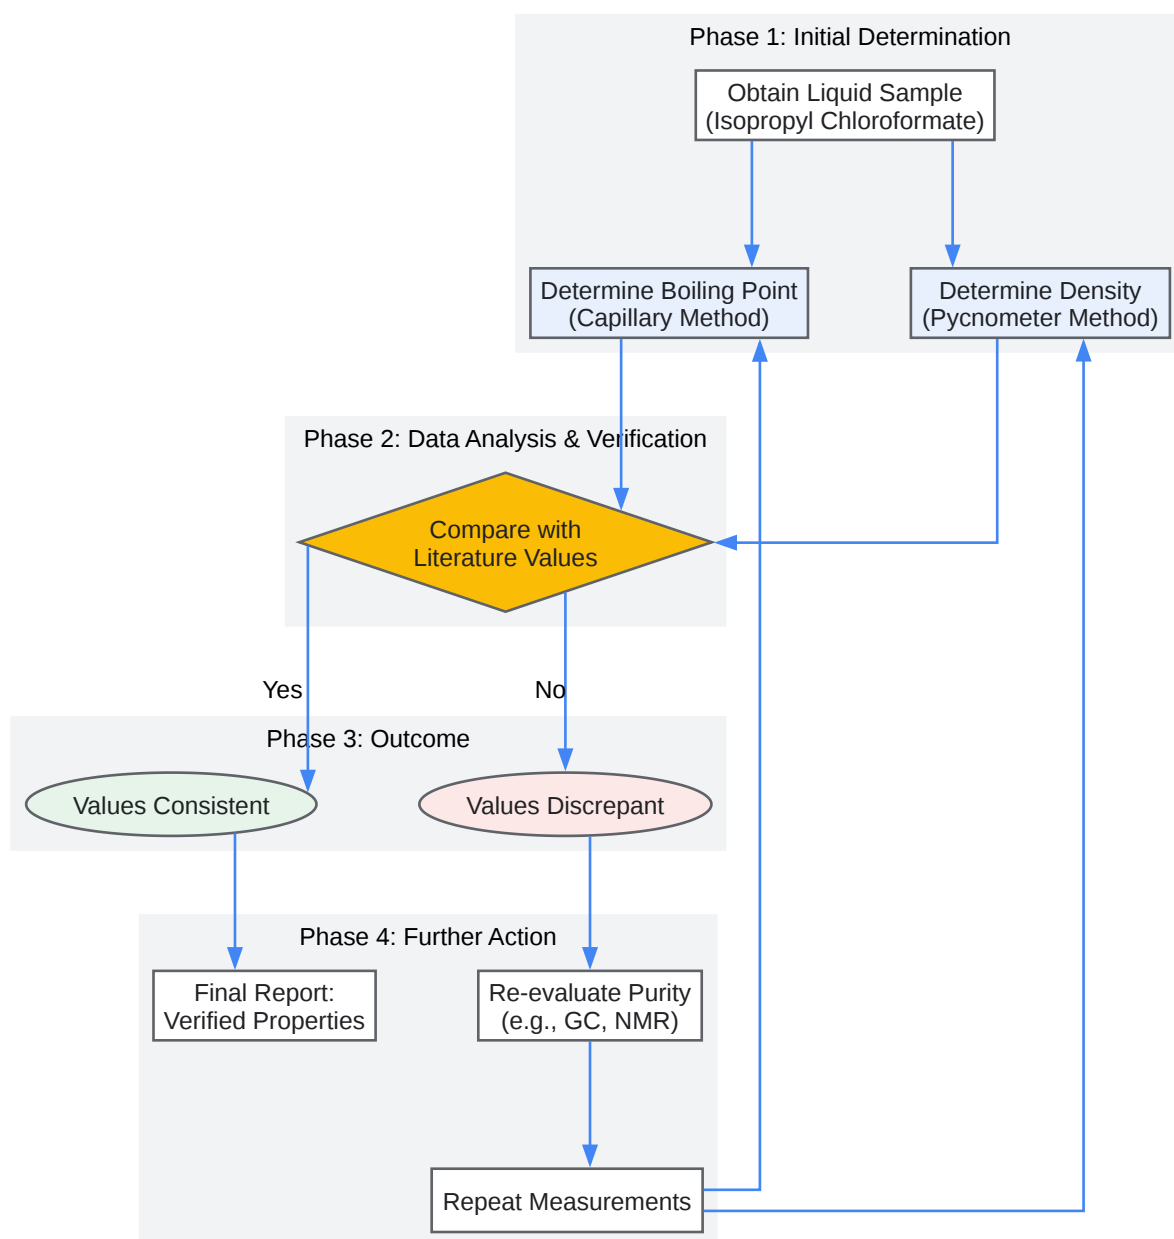 Phase 1: Initial Determination
Obtain Liquid Sample
(Isopropyl Chloroformate)
Determine Boiling Point
(Capillary Method)
Determine Density
(Pycnometer Method)
Phase 2: Data Analysis & Verification
Compare with
Literature Values
Yes
No
Phase 3: Outcome
Values Consistent
Values Discrepant
Phase 4: Further Action
Final Report:
Verified Properties
Re-evaluate Purity
(e.g., GC, NMR)
Repeat Measurements